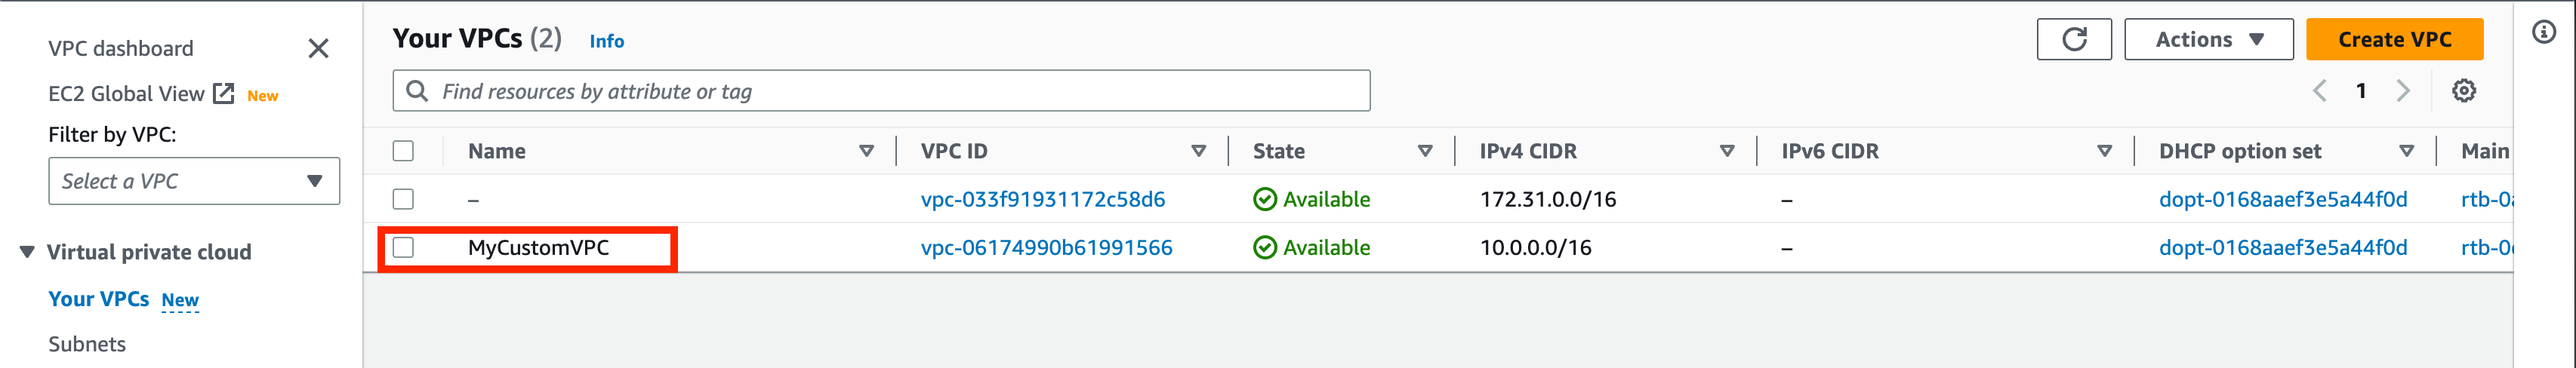 VPC dashboard
EC2 Global View New
Filter by VPC:
Select a VPC
Virtual private cloud
Your VPCs New
Subnets
Your VPCs (2) Info
Actions
Create VPC
Find resources by attribute or tag
1
Name VPC ID State IPv4 CIDR IPv6 CIDR DHCP option set Main
– vpc-033f91931172c58d6 Available 172.31.0.0/16 – dopt-0168aaef3e5a44f0d rtb-0
MyCustomVPC vpc-06174990b61991566 Available 10.0.0.0/16 – dopt-0168aaef3e5a44f0d rtb-0